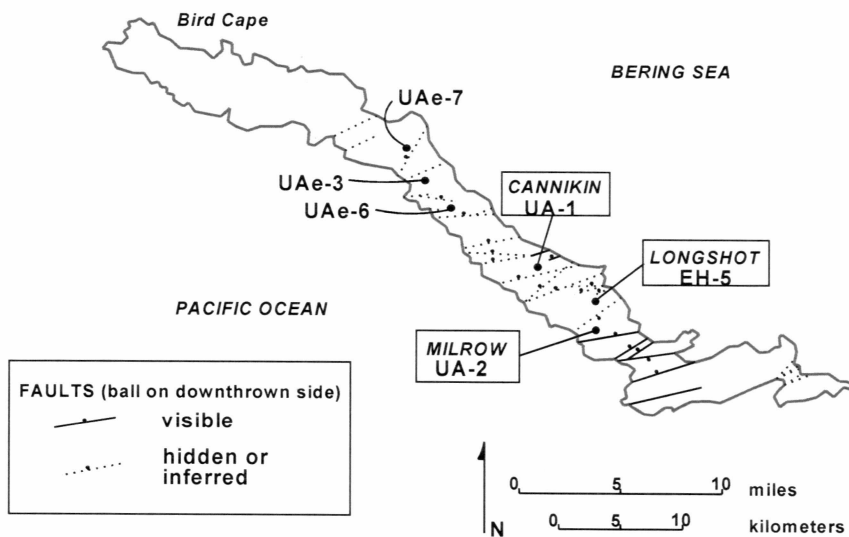 Bird Cape
BERING SEA
UAe-7
UAe-3
UAe-6
CANNIKIN
UA-1
LONGSHOT
EH-5
PACIFIC OCEAN
MILROW
UA-2
FAULTS (ball on downthrown side)
visible
hidden or
inferred
N
0 5 10 miles
0 5 10 kilometers